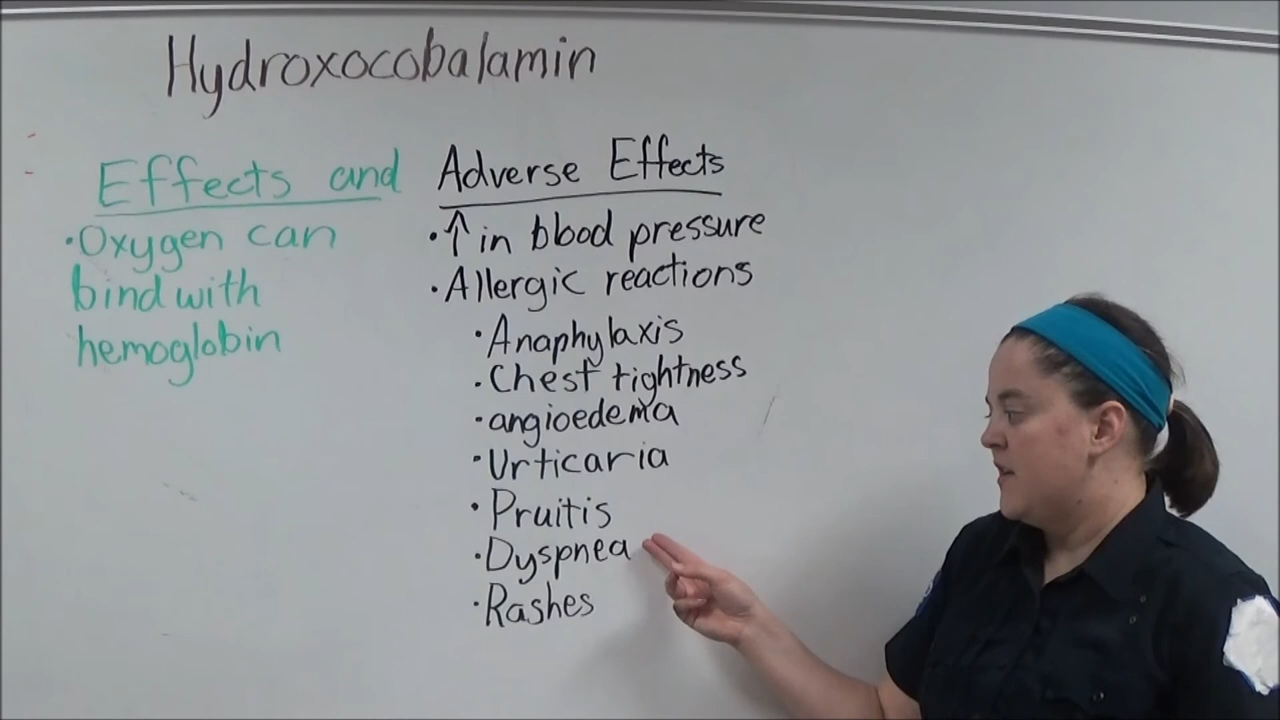 Hydroxocobalamin
Effects and
• Oxygen can
bind with
hemoglobin
Adverse Effects
• ↑ in blood pressure
• Allergic reactions
• Anaphylaxis
• Chest tightness
• angioedema
• Urticaria
• Pruitis
• Dyspnea
• Rashes